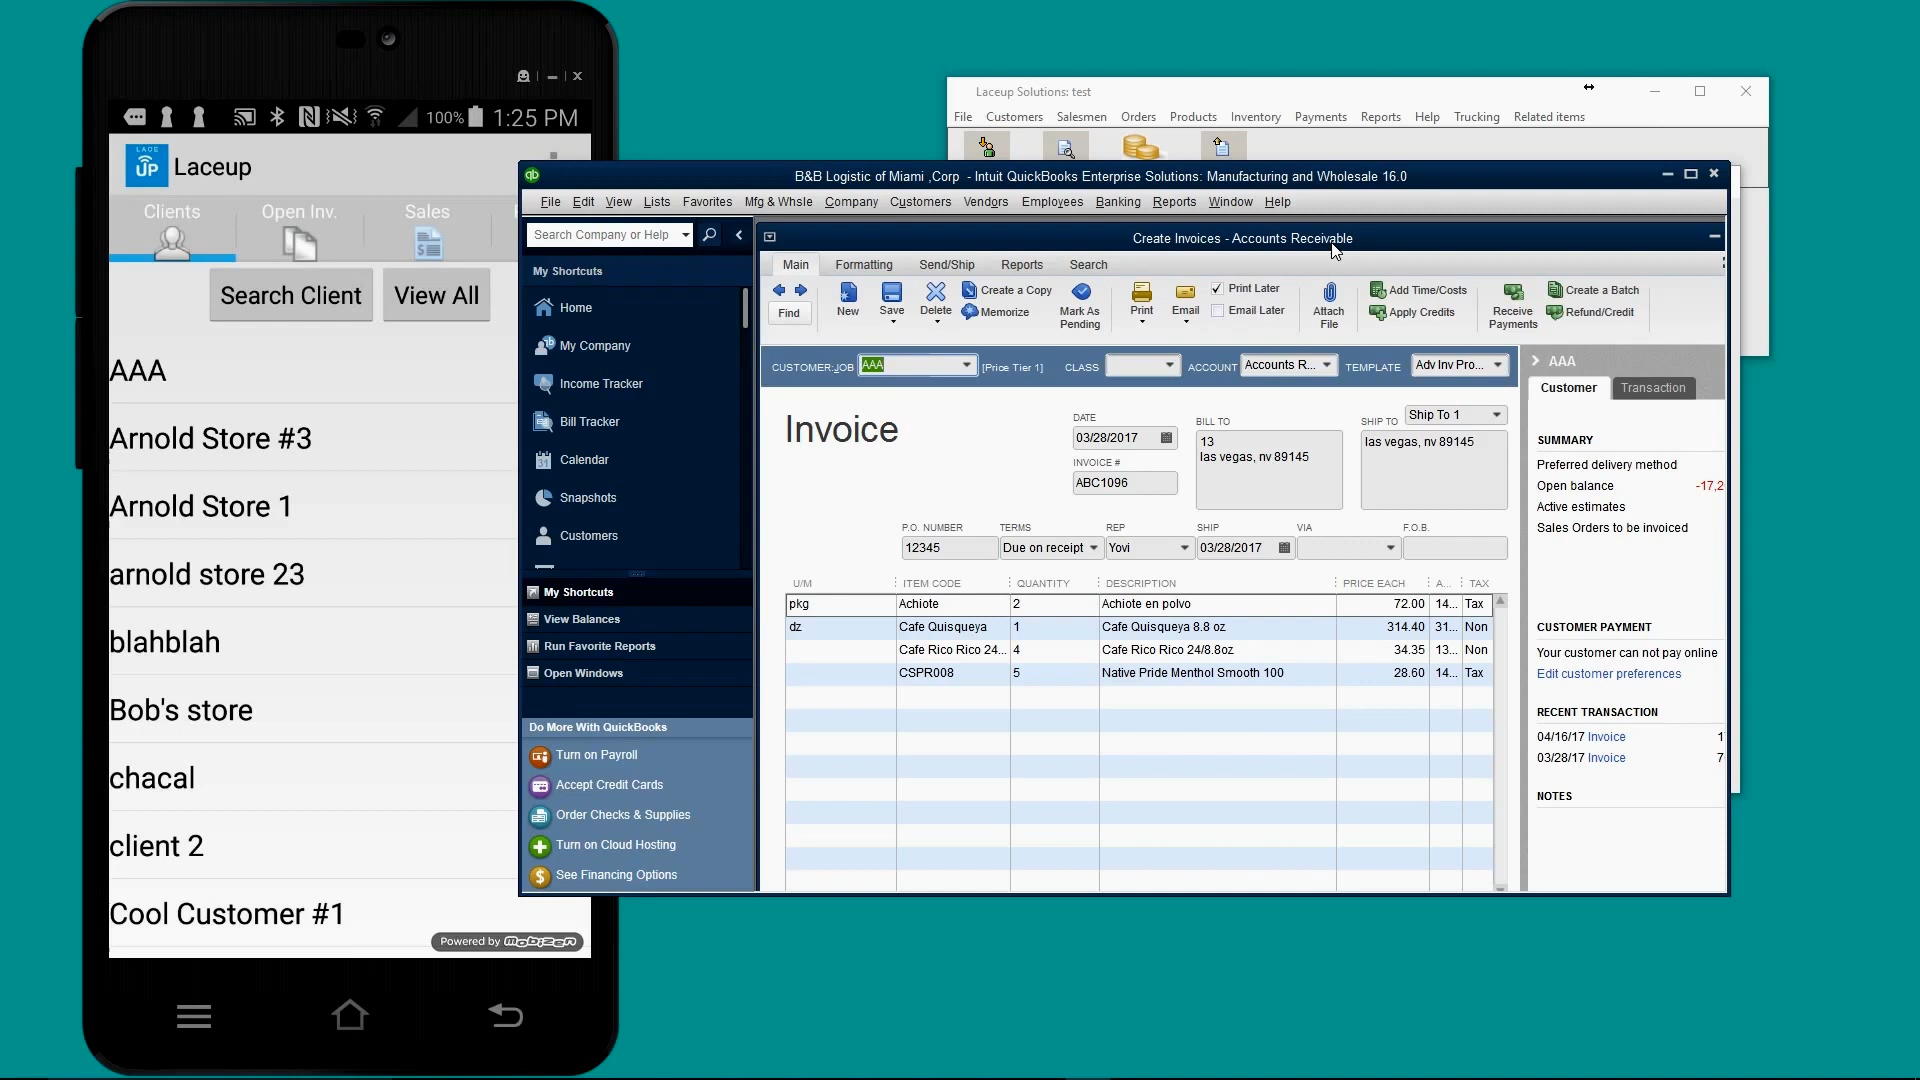 100% 1:25 PM
LACE
UP
Laceup
Clients
Open Inv.
Sales
Search Client
View All
AAA
Arnold Store #3
Arnold Store 1
arnold store 23
blahblah
Bob's store
chacal
client 2
Cool Customer #1
Powered by mobizen
Laceup Solutions: test
File Customers Salesmen Orders Products Inventory Payments Reports Help Trucking Related items
qb
B&B Logistic of Miami ,Corp - Intuit QuickBooks Enterprise Solutions: Manufacturing and Wholesale 16.0
File Edit View Lists Favorites Mfg & Whsle Company Customers Vendors Employees Banking Reports Window Help
Search Company or Help
My Shortcuts
Home
My Company
Income Tracker
Bill Tracker
31
Calendar
Snapshots
Customers
My Shortcuts
View Balances
Run Favorite Reports
Open Windows
Do More With QuickBooks
Turn on Payroll
Accept Credit Cards
Order Checks & Supplies
Turn on Cloud Hosting
See Financing Options
Create Invoices - Accounts Receivable
Main Formatting Send/Ship Reports Search
Find
New
Save
Delete
Create a Copy
Memorize
Mark As
Pending
Print
Email
Print Later
Email Later
Attach
File
Add Time/Costs
Apply Credits
Receive
Payments
Create a Batch
Refund/Credit
CUSTOMER:JOB AAA [Price Tier 1] CLASS ACCOUNT Accounts R... TEMPLATE Adv Inv Pro...
Invoice
DATE
03/28/2017
INVOICE #
ABC1096
BILL TO
13
las vegas, nv 89145
SHIP TO Ship To 1
las vegas, nv 89145
P.O. NUMBER TERMS REP SHIP VIA F.O.B.
12345 Due on receipt Yovi 03/28/2017
U/M ITEM CODE QUANTITY DESCRIPTION PRICE EACH A... TAX
pkg Achiote 2 Achiote en polvo 72.00 14... Tax
dz Cafe Quisqueya 1 Cafe Quisqueya 8.8 oz 314.40 31... Non
Cafe Rico Rico 24... 4 Cafe Rico Rico 24/8.8oz 34.35 13... Non
CSPR008 5 Native Pride Menthol Smooth 100 28.60 14... Tax
AAA
Customer Transaction
SUMMARY
Preferred delivery method
Open balance -17,2
Active estimates
Sales Orders to be invoiced
CUSTOMER PAYMENT
Your customer can not pay online
Edit customer preferences
RECENT TRANSACTION
04/16/17 Invoice 1
03/28/17 Invoice 7
NOTES